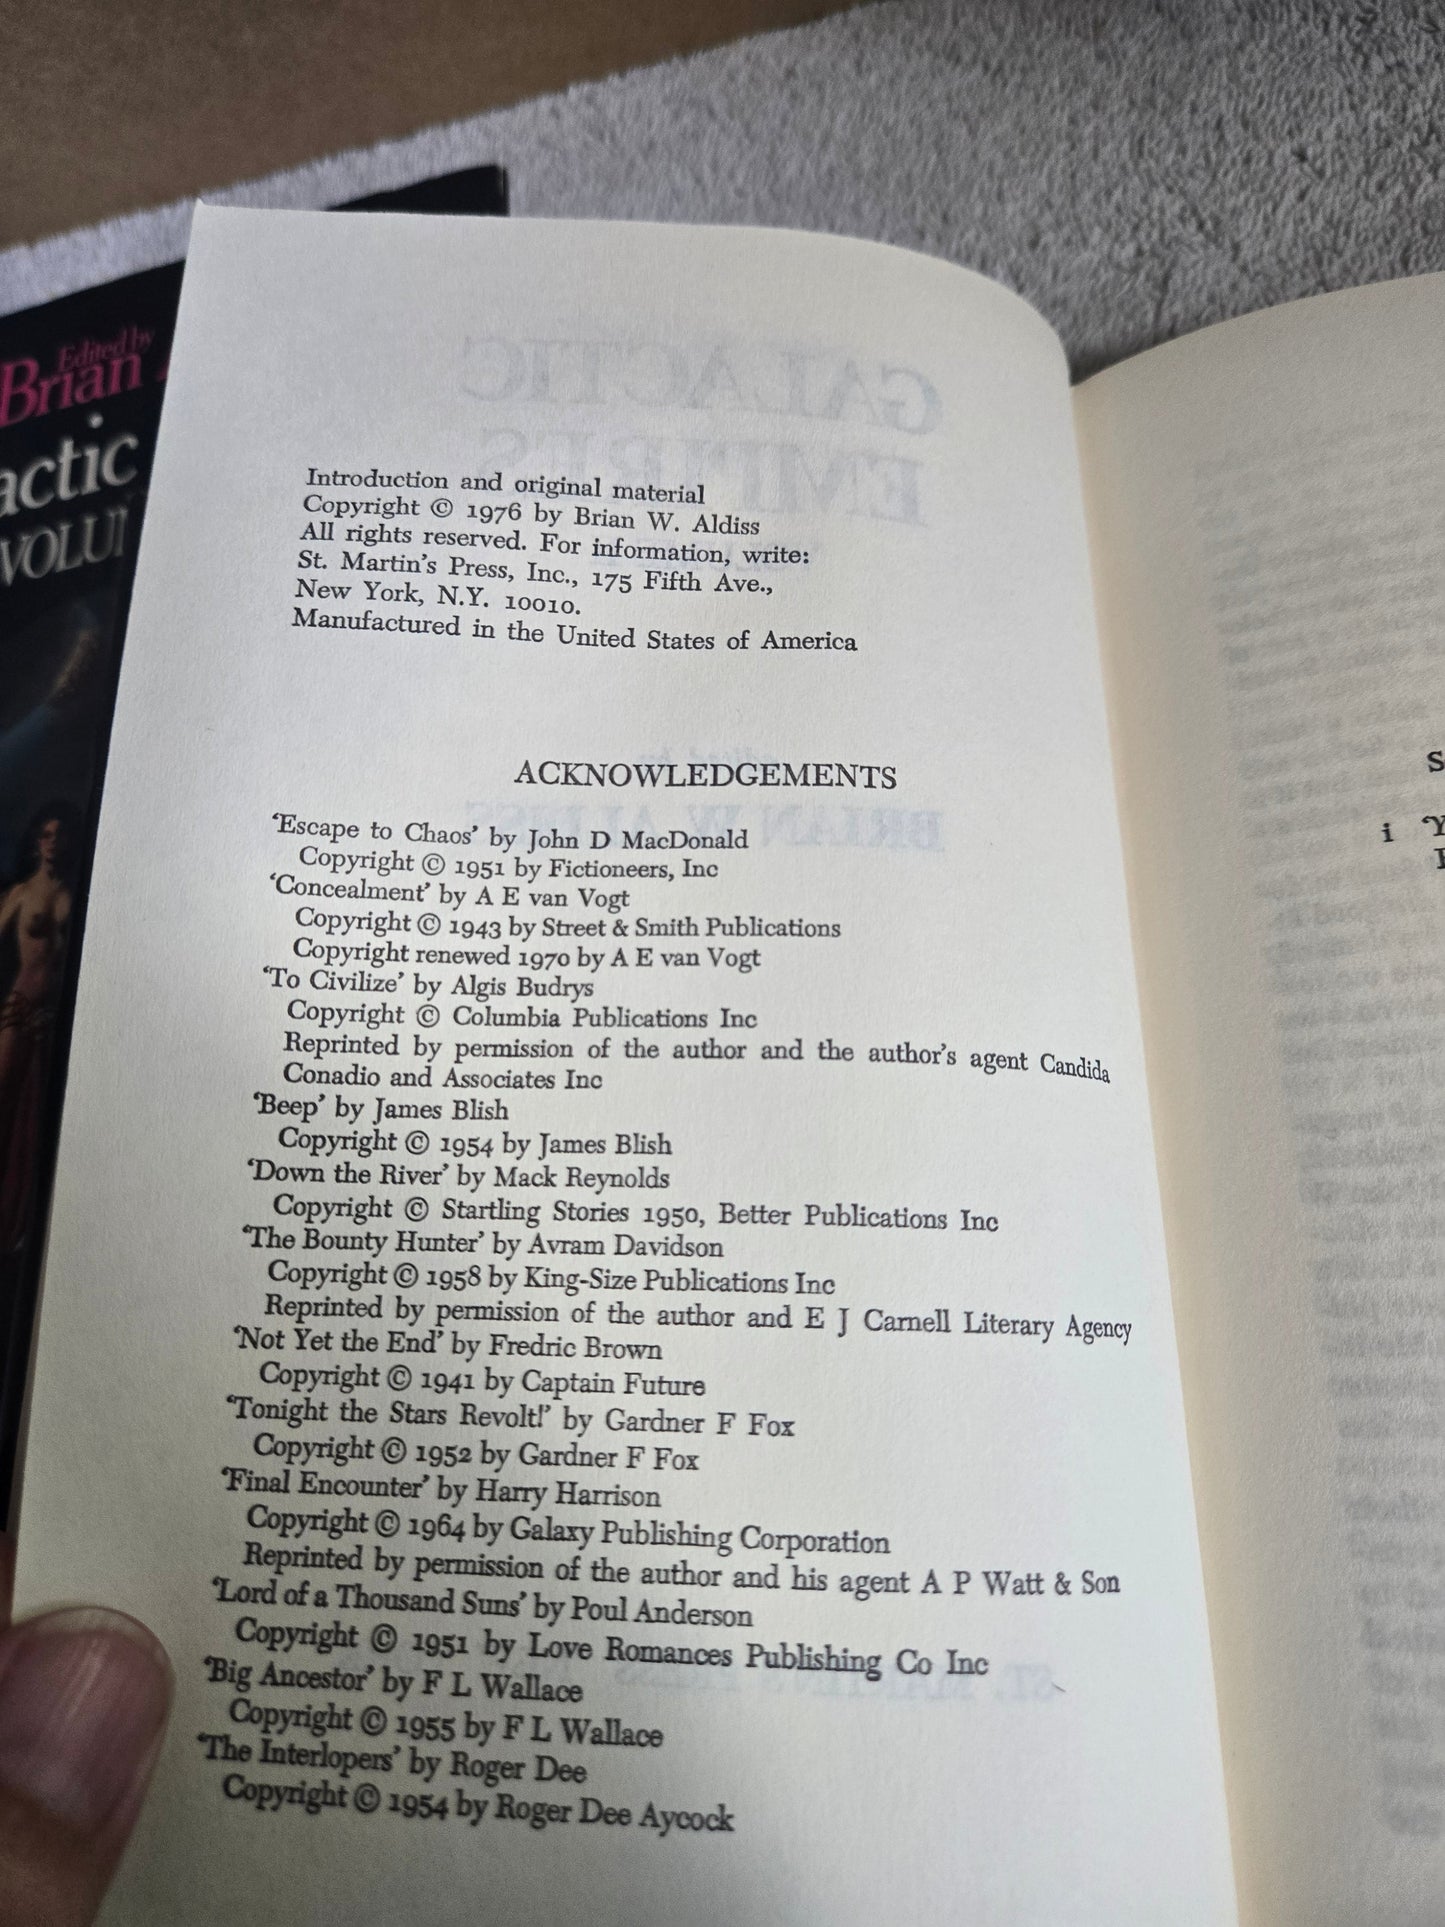 Edited by
Brian
actic
Introduction and original material
Copyright © 1976 by Brian W. Aldiss
All rights reserved. For information, write:
St. Martin's Press, Inc., 175 Fifth Ave.,
New York, N.Y. 10010.
Manufactured in the United States of America
ACKNOWLEDGEMENTS
'Escape to Chaos' by John D MacDonald
Copyright © 1951 by Fictioneers, Inc
'Concealment' by A E van Vogt
Copyright © 1943 by Street & Smith Publications
Copyright renewed 1970 by A E van Vogt
'To Civilize' by Algis Budrys
Copyright © Columbia Publications Inc
Reprinted by permission of the author and the author's agent Candida
Conadio and Associates Inc
'Beep' by James Blish
Copyright © 1954 by James Blish
'Down the River' by Mack Reynolds
Copyright © Startling Stories 1950, Better Publications Inc
'The Bounty Hunter' by Avram Davidson
Copyright © 1958 by King-Size Publications Inc
Reprinted by permission of the author and E J Carnell Literary Agency
'Not Yet the End' by Fredric Brown
Copyright © 1941 by Captain Future
'Tonight the Stars Revolt!' by Gardner F Fox
Copyright © 1952 by Gardner F Fox
'Final Encounter' by Harry Harrison
Copyright © 1964 by Galaxy Publishing Corporation
Reprinted by permission of the author and his agent A P Watt & Son
'Lord of a Thousand Suns' by Poul Anderson
Copyright © 1951 by Love Romances Publishing Co Inc
'Big Ancestor' by F L Wallace
Copyright © 1955 by F L Wallace
'The Interlopers' by Roger Dee
Copyright © 1954 by Roger Dee Aycock
i